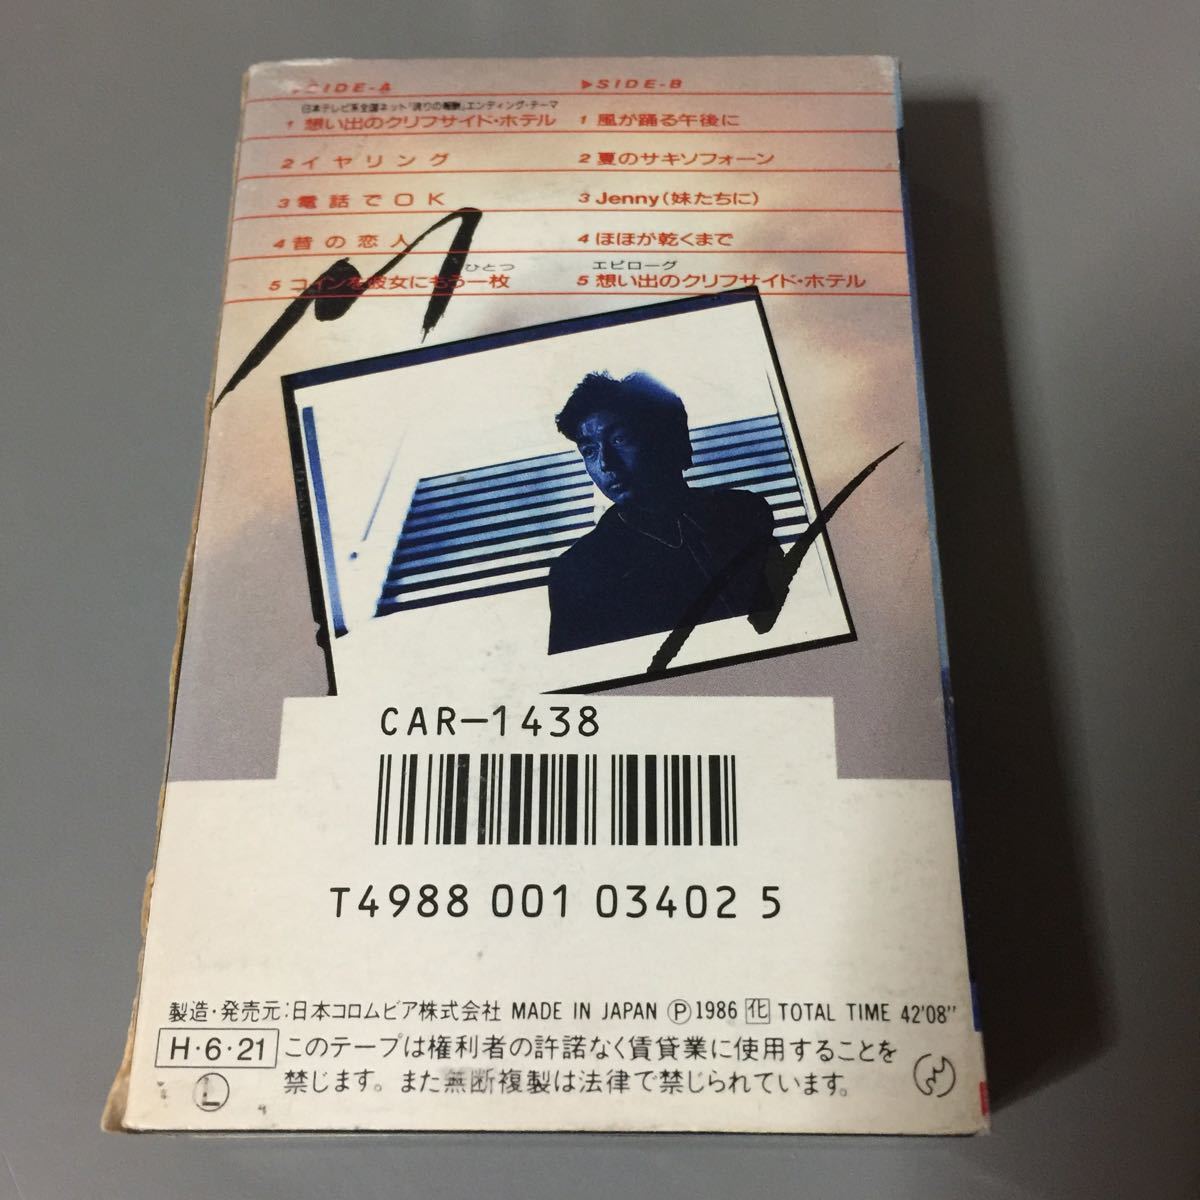 SIDE-A
日本テレビ系全国ネット「誇りの報酬」エンディング・テーマ
1 想い出のクリフサイド・ホテル
2 イヤリング
3 電話でOK
4 昔の恋人
ひとつ
5 コインを彼女にもう一枚
▶SIDE-B
1 風が踊る午後に
2 夏のサキソフォーン
3 Jenny(妹たちに)
4 ほほが乾くまで
エピローグ
5 想い出のクリフサイド・ホテル
CAR-1438
T4988 001 03402 5
製造・発売元:日本コロムビア株式会社 MADE IN JAPAN Ⓟ1986 化 TOTAL TIME 42'08"
H・6・21
このテープは権利者の許諾なく賃貸業に使用することを
禁じます。また無断複製は法律で禁じられています。
Ⓛ